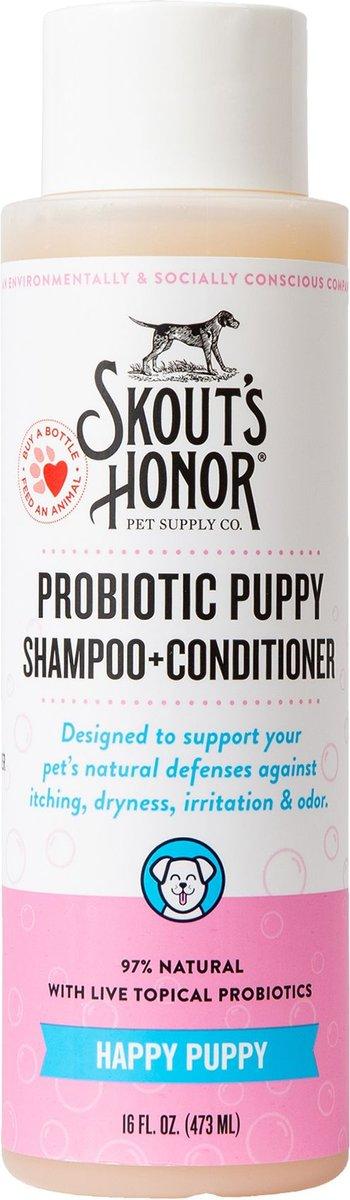 AN ENVIRONMENTALLY & SOCIALLY CONSCIOUS COMPANY
SKOUT'S
HONOR®
PET SUPPLY CO.
BUY A BOTTLE
FEED AN ANIMAL
PROBIOTIC PUPPY
SHAMPOO+CONDITIONER
Designed to support your
pet's natural defenses against
itching, dryness, irritation & odor.
97% NATURAL
WITH LIVE TOPICAL PROBIOTICS
HAPPY PUPPY
16 FL. OZ. (473 ML)